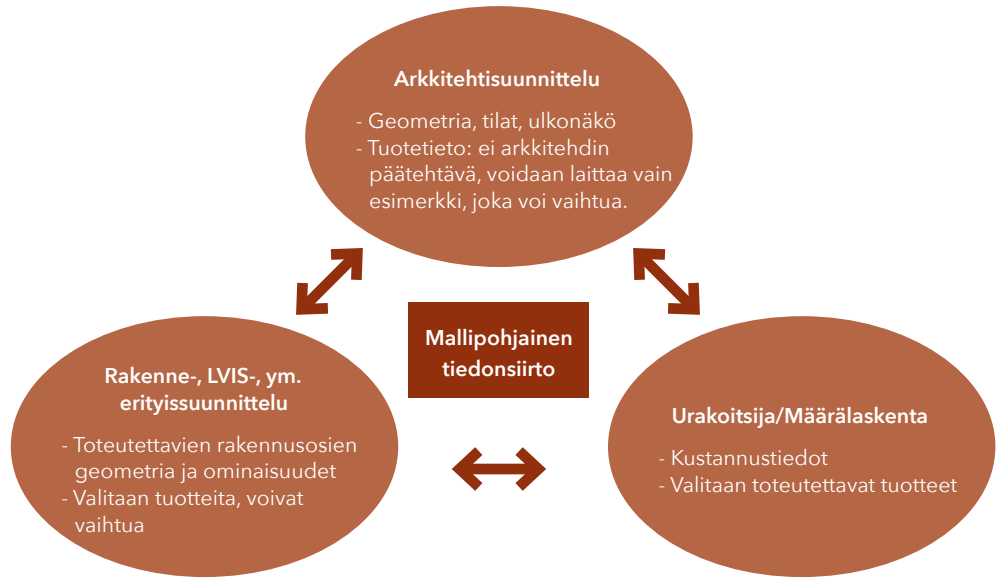 Arkkitehtisuunnittelu
- Geometria, tilat, ulkonäkö
- Tuotetieto: ei arkkitehdin
päätehtävä, voidaan laittaa vain
esimerkki, joka voi vaihtua.
Mallipohjainen
tiedonsiirto
Rakenne-, LVIS-, ym.
erityissuunnittelu
- Toteutettavien rakennusosien
geometria ja ominaisuudet
- Valitaan tuotteita, voivat
vaihtua
Urakoitsija/Määrälaskenta
- Kustannustiedot
- Valitaan toteutettavat tuotteet